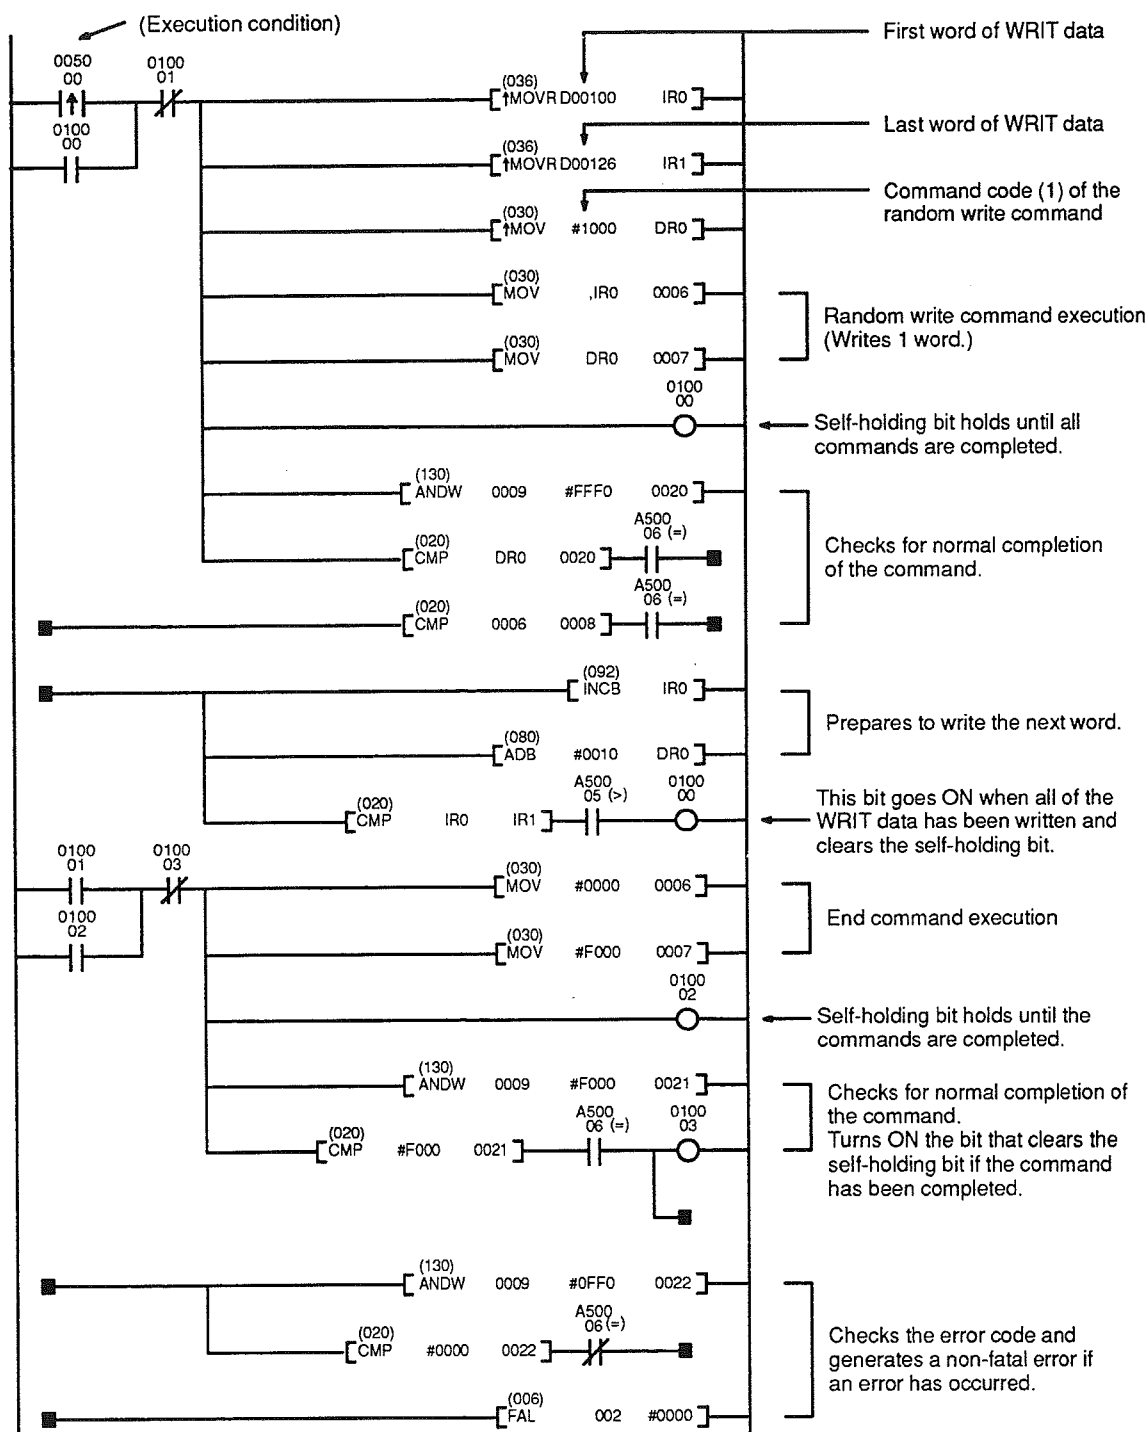 (Execution condition)
First word of WRIT data
0050
00
0100
01
(036)
↑MOVR D00100 IR0
0100
00
Last word of WRIT data
(036)
↑MOVR D00126 IR1
Command code (1) of the
random write command
(030)
↑MOV #1000 DR0
(030)
MOV ,IR0 0006
Random write command execution
(Writes 1 word.)
(030)
MOV DR0 0007
0100
00
Self-holding bit holds until all
commands are completed.
(130)
ANDW 0009 #FFF0 0020
A500
06 (=)
(020)
CMP DR0 0020
Checks for normal completion
of the command.
A500
06 (=)
(020)
CMP 0006 0008
(092)
INCB IR0
Prepares to write the next word.
(080)
ADB #0010 DR0
A500
05 (>)
0100
00
(020)
CMP IR0 IR1
This bit goes ON when all of the
WRIT data has been written and
clears the self-holding bit.
0100
01
0100
03
(030)
MOV #0000 0006
End command execution
0100
02
(030)
MOV #F000 0007
0100
02
Self-holding bit holds until the
commands are completed.
(130)
ANDW 0009 #F000 0021
Checks for normal completion of
the command.
Turns ON the bit that clears the
self-holding bit if the command
has been completed.
A500
06 (=)
0100
03
(020)
CMP #F000 0021
(130)
ANDW 0009 #0FF0 0022
A500
06 (=)
(020)
CMP #0000 0022
Checks the error code and
generates a non-fatal error if
an error has occurred.
(006)
FAL 002 #0000